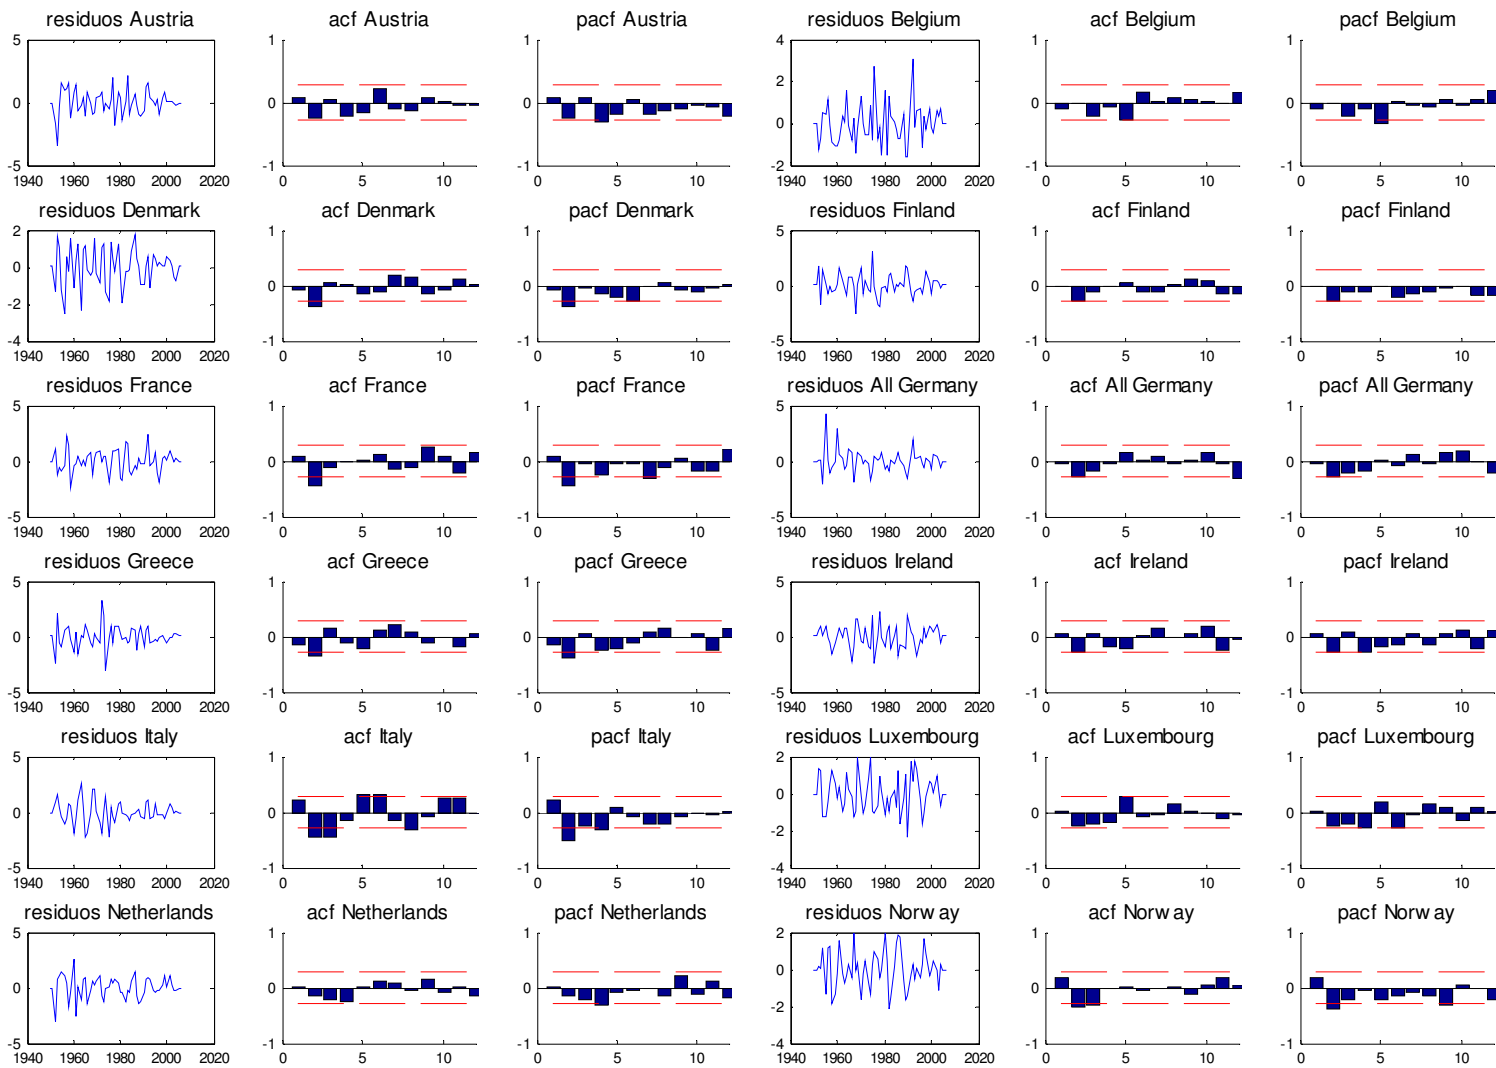 residuos Austria acf Austria pacf Austria residuos Belgium acf Belgium pacf Belgium
5 1 1 4 1 1
2
0 0 0 0 0 0
-5 -1 -1 -2 -1 -1
1940 1960 1980 2000 2020 0 5 10 0 5 10 1940 1960 1980 2000 2020 0 5 10 0 5 10
residuos Denmark acf Denmark pacf Denmark residuos Finland acf Finland pacf Finland
2 1 1 5 1 1
0 0 0 0 0 0
-2
-4 -1 -1 -5 -1 -1
1940 1960 1980 2000 2020 0 5 10 0 5 10 1940 1960 1980 2000 2020 0 5 10 0 5 10
residuos France acf France pacf France residuos All Germany acf All Germany pacf All Germany
5 1 1 5 1 1
0 0 0 0 0 0
-5 -1 -1 -5 -1 -1
1940 1960 1980 2000 2020 0 5 10 0 5 10 1940 1960 1980 2000 2020 0 5 10 0 5 10
residuos Greece acf Greece pacf Greece residuos Ireland acf Ireland pacf Ireland
5 1 1 5 1 1
0 0 0 0 0 0
-5 -1 -1 -5 -1 -1
1940 1960 1980 2000 2020 0 5 10 0 5 10 1940 1960 1980 2000 2020 0 5 10 0 5 10
residuos Italy acf Italy pacf Italy residuos Luxembourg acf Luxembourg pacf Luxembourg
5 1 1 2 1 1
0 0 0 0 0 0
-2
-5 -1 -1 -4 -1 -1
1940 1960 1980 2000 2020 0 5 10 0 5 10 1940 1960 1980 2000 2020 0 5 10 0 5 10
residuos Netherlands acf Netherlands pacf Netherlands residuos Norway acf Norway pacf Norway
5 1 1 2 1 1
0 0 0 0 0 0
-2
-5 -1 -1 -4 -1 -1
1940 1960 1980 2000 2020 0 5 10 0 5 10 1940 1960 1980 2000 2020 0 5 10 0 5 10